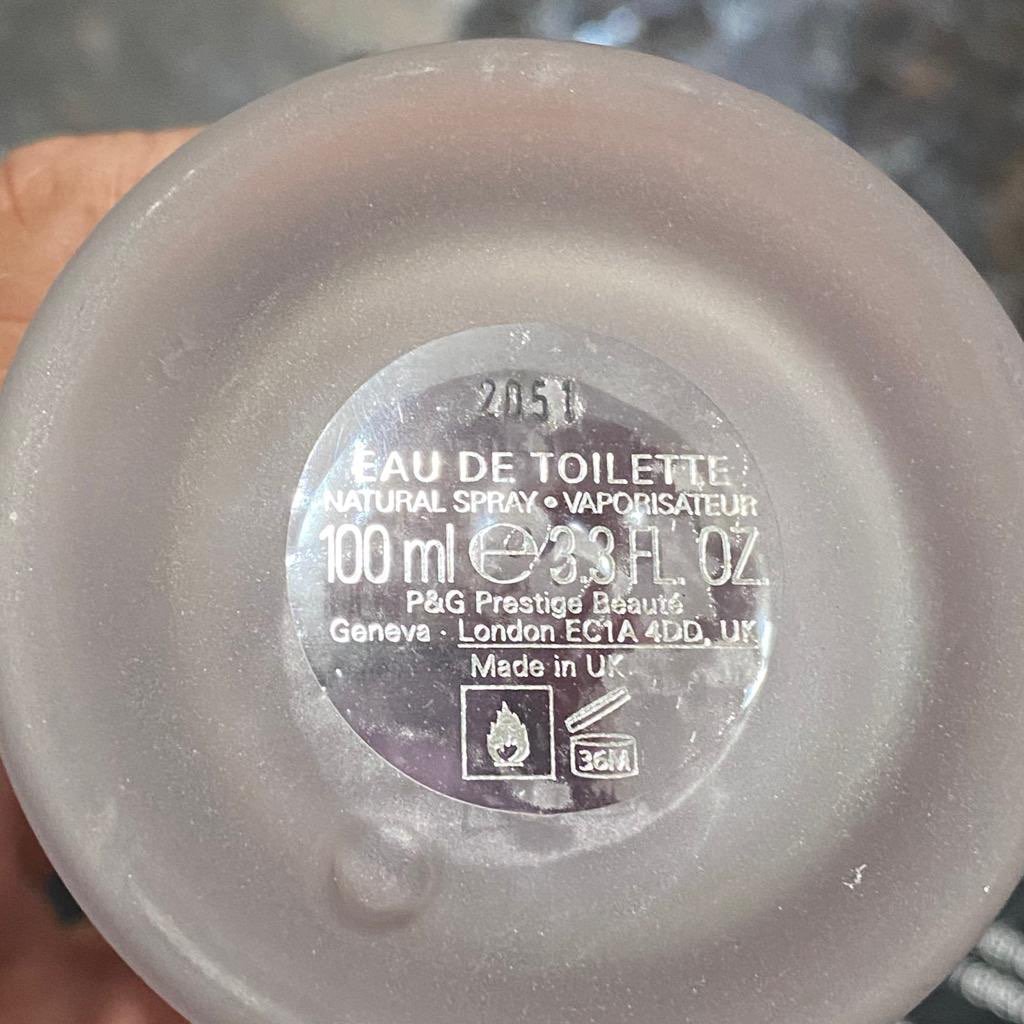 2051
EAU DE TOILETTE
NATURAL SPRAY • VAPORISATEUR
100 ml ℮ 3.3 FL. OZ.
P&G Prestige Beauté
Geneva · London EC1A 4DD, UK
Made in UK
36M